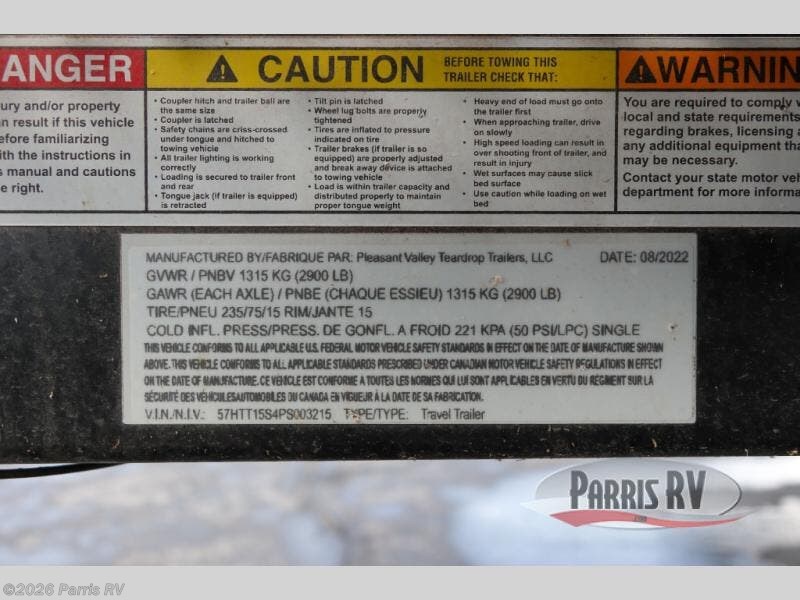 ANGER
ury and/or property
n result if this vehicle
efore familiarizing
ith the instructions in
s manual and cautions
e right.
CAUTION
BEFORE TOWING THIS
TRAILER CHECK THAT:
• Coupler hitch and trailer ball are
the same size
• Coupler is latched
• Safety chains are criss-crossed
under tongue and hitched to
towing vehicle
• All trailer lighting is working
correctly
• Loading is secured to trailer front
and rear
• Tongue jack (if trailer is equipped)
is retracted
• Tilt pin is latched
• Wheel lug bolts are properly
tightened
• Tires are inflated to pressure
indicated on tire
• Trailer brakes (if trailer is so
equipped) are properly adjusted
and break away device is attached
to towing vehicle
• Load is within trailer capacity and
distributed properly to maintain
proper tongue weight
• Heavy end of load must go onto
the trailer first
• When approaching trailer, drive
on slowly
• High speed loading can result in
over shooting front of trailer, and
result in injury
• Wet surfaces may cause slick
bed surface
• Use caution while loading on wet
bed
WARNIN
You are required to comply w
local and state requirements
regarding brakes, licensing a
any additional equipment tha
may be necessary.
Contact your state motor veh
department for more informa
MANUFACTURED BY/FABRIQUE PAR: Pleasant Valley Teardrop Trailers, LLC DATE: 08/2022
GVWR / PNBV 1315 KG (2900 LB)
GAWR (EACH AXLE) / PNBE (CHAQUE ESSIEU) 1315 KG (2900 LB)
TIRE/PNEU 235/75/15 RIM/JANTE 15
COLD INFL. PRESS/PRESS. DE GONFL. A FROID 221 KPA (50 PSI/LPC) SINGLE
THIS VEHICLE CONFORMS TO ALL APPLICABLE U.S. FEDERAL MOTOR VEHICLE SAFETY STANDARDS IN EFFECT ON THE DATE OF MANUFACTURE SHOWN
ABOVE. THIS VEHICLE CONFORMS TO ALL APPLICABLE STANDARDS PRESCRIBED UNDER CANADIAN MOTOR VEHICLE SAFETY REGULATIONS IN EFFECT
ON THE DATE OF MANUFACTURE. CE VEHICULE EST CONFORME A TOUTES LES NORMES QUI LUI SONT APPLICABLES EN VERTU DU RÉGIMENT SUR LA
SÉCURITÉ DES VÉHICULESAUTOMOBILES DU CANADA EN VIGUEUR À LA DATE DE SA FABRICATION.
V.I.N./N.I.V.: 57HTT15S4PS003215 TYPE/TYPE: Travel Trailer
PARRIS RV
©2026 Parris RV